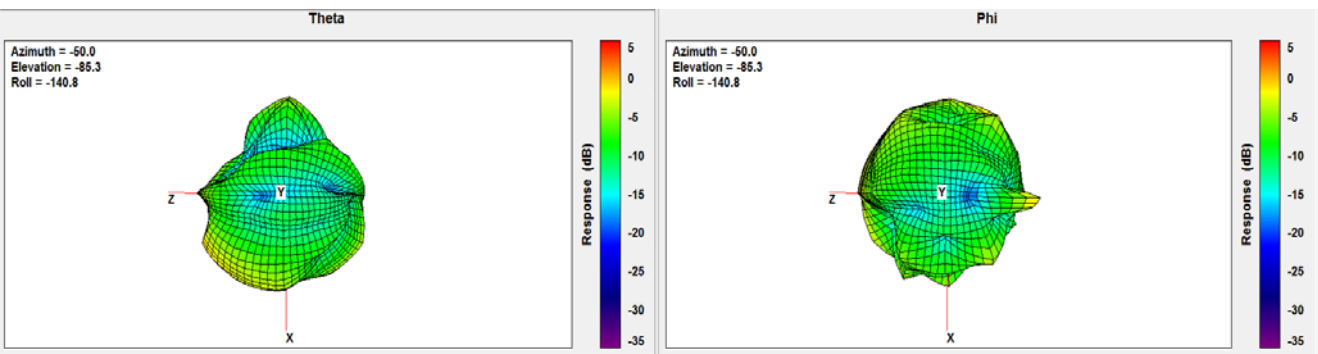 Theta
Azimuth = -50.0
Elevation = -85.3
Roll = -140.8
Z
Y
X
5
0
-5
-10
-15
-20
-25
-30
-35
Response (dB)
Phi
Azimuth = -50.0
Elevation = -85.3
Roll = -140.8
Z
Y
X
5
0
-5
-10
-15
-20
-25
-30
-35
Response (dB)